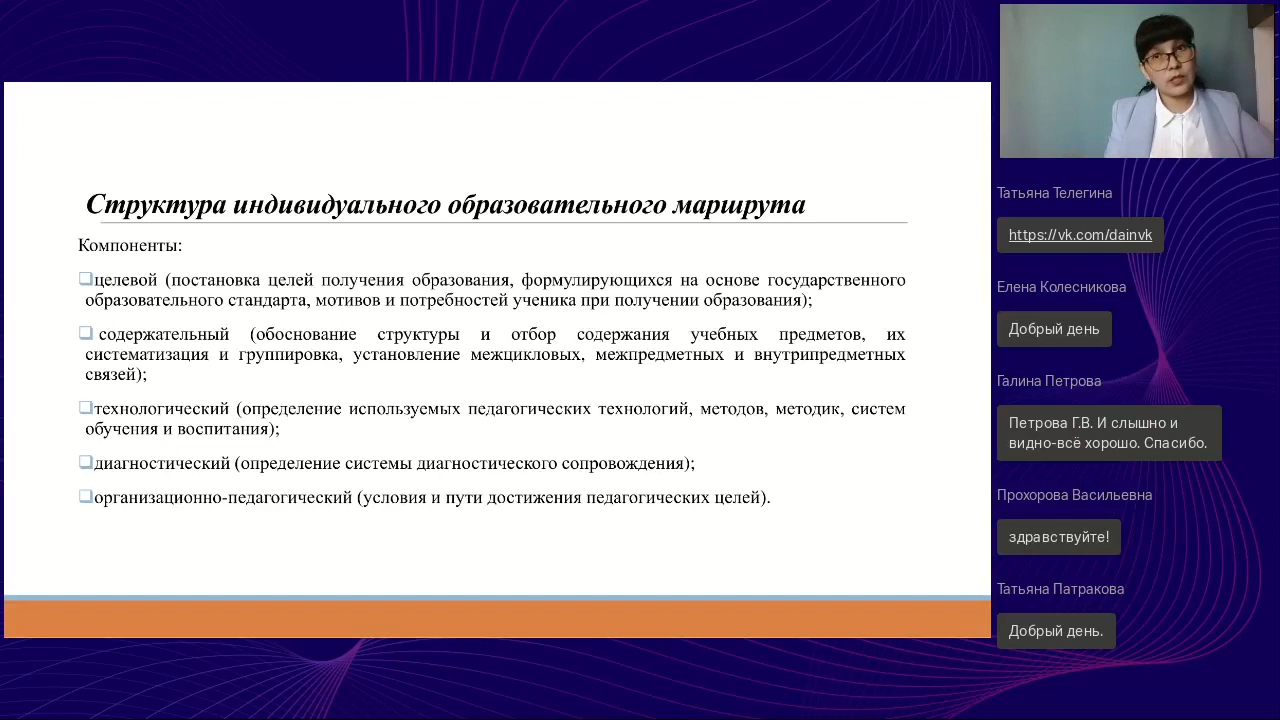 Структура индивидуального образовательного маршрута
Компоненты:
❑целевой (постановка целей получения образования, формулирующихся на основе государственного
образовательного стандарта, мотивов и потребностей ученика при получении образования);
❑ содержательный (обоснование структуры и отбор содержания учебных предметов, их
систематизация и группировка, установление межцикловых, межпредметных и внутрипредметных
связей);
❑технологический (определение используемых педагогических технологий, методов, методик, систем
обучения и воспитания);
❑диагностический (определение системы диагностического сопровождения);
❑организационно-педагогический (условия и пути достижения педагогических целей).
Татьяна Телегина
https://vk.com/dainvk
Елена Колесникова
Добрый день
Галина Петрова
Петрова Г.В. И слышно и
видно-всё хорошо. Спасибо.
Прохорова Васильевна
здравствуйте!
Татьяна Патракова
Добрый день.